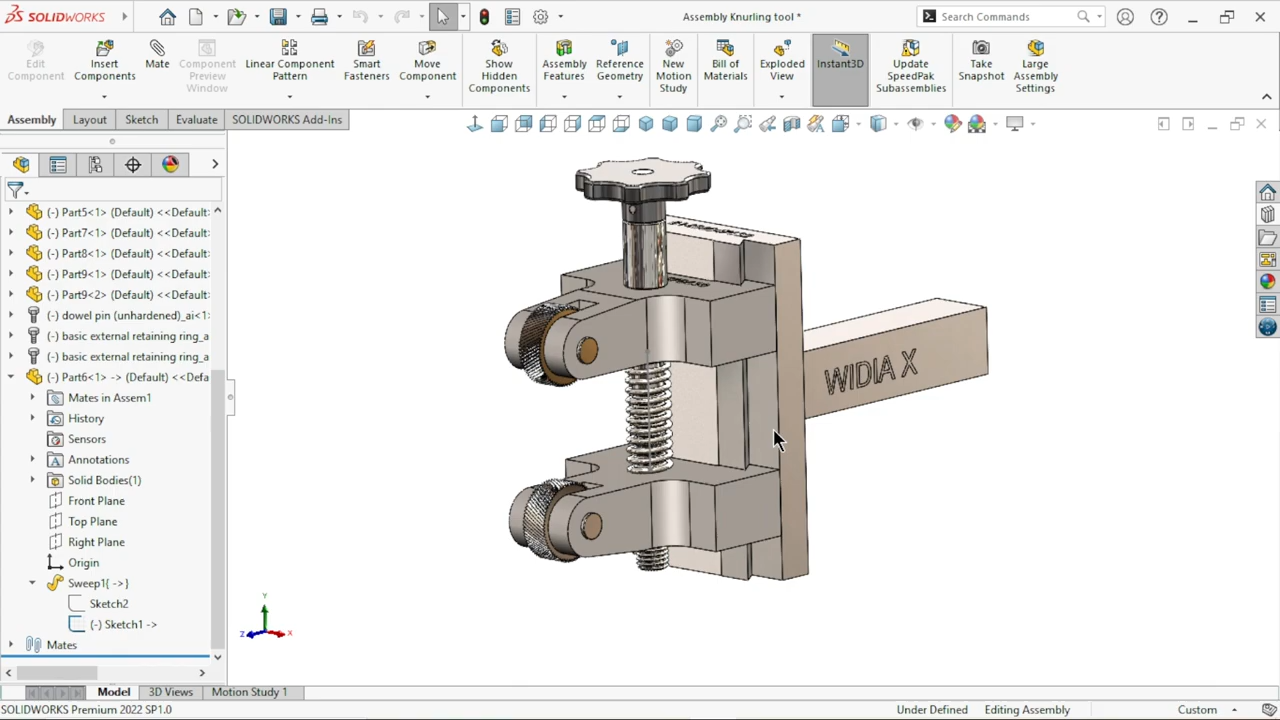 SOLIDWORKS
Assembly Knurling tool *
Search Commands
Edit Component
Insert Components
Mate
Component Preview Window
Linear Component Pattern
Smart Fasteners
Move Component
Show Hidden Components
Assembly Features
Reference Geometry
New Motion Study
Bill of Materials
Exploded View
Instant3D
Update SpeedPak Subassemblies
Take Snapshot
Large Assembly Settings
Assembly
Layout
Sketch
Evaluate
SOLIDWORKS Add-Ins
(-) Part5<1> (Default) <<Default
(-) Part7<1> (Default) <<Default
(-) Part8<1> (Default) <<Default
(-) Part9<1> (Default) <<Default
(-) Part9<2> (Default) <<Default
(-) dowel pin (unhardened)_ai<1
(-) basic external retaining ring_a
(-) basic external retaining ring_a
(-) Part6<1> -> (Default) <<Defa
Mates in Assem1
History
Sensors
Annotations
Solid Bodies(1)
Front Plane
Top Plane
Right Plane
Origin
Sweep1{ ->}
Sketch2
(-) Sketch1 ->
Mates
WIDIA X
Y
Z
X
Model
3D Views
Motion Study 1
SOLIDWORKS Premium 2022 SP1.0
Under Defined
Editing Assembly
Custom